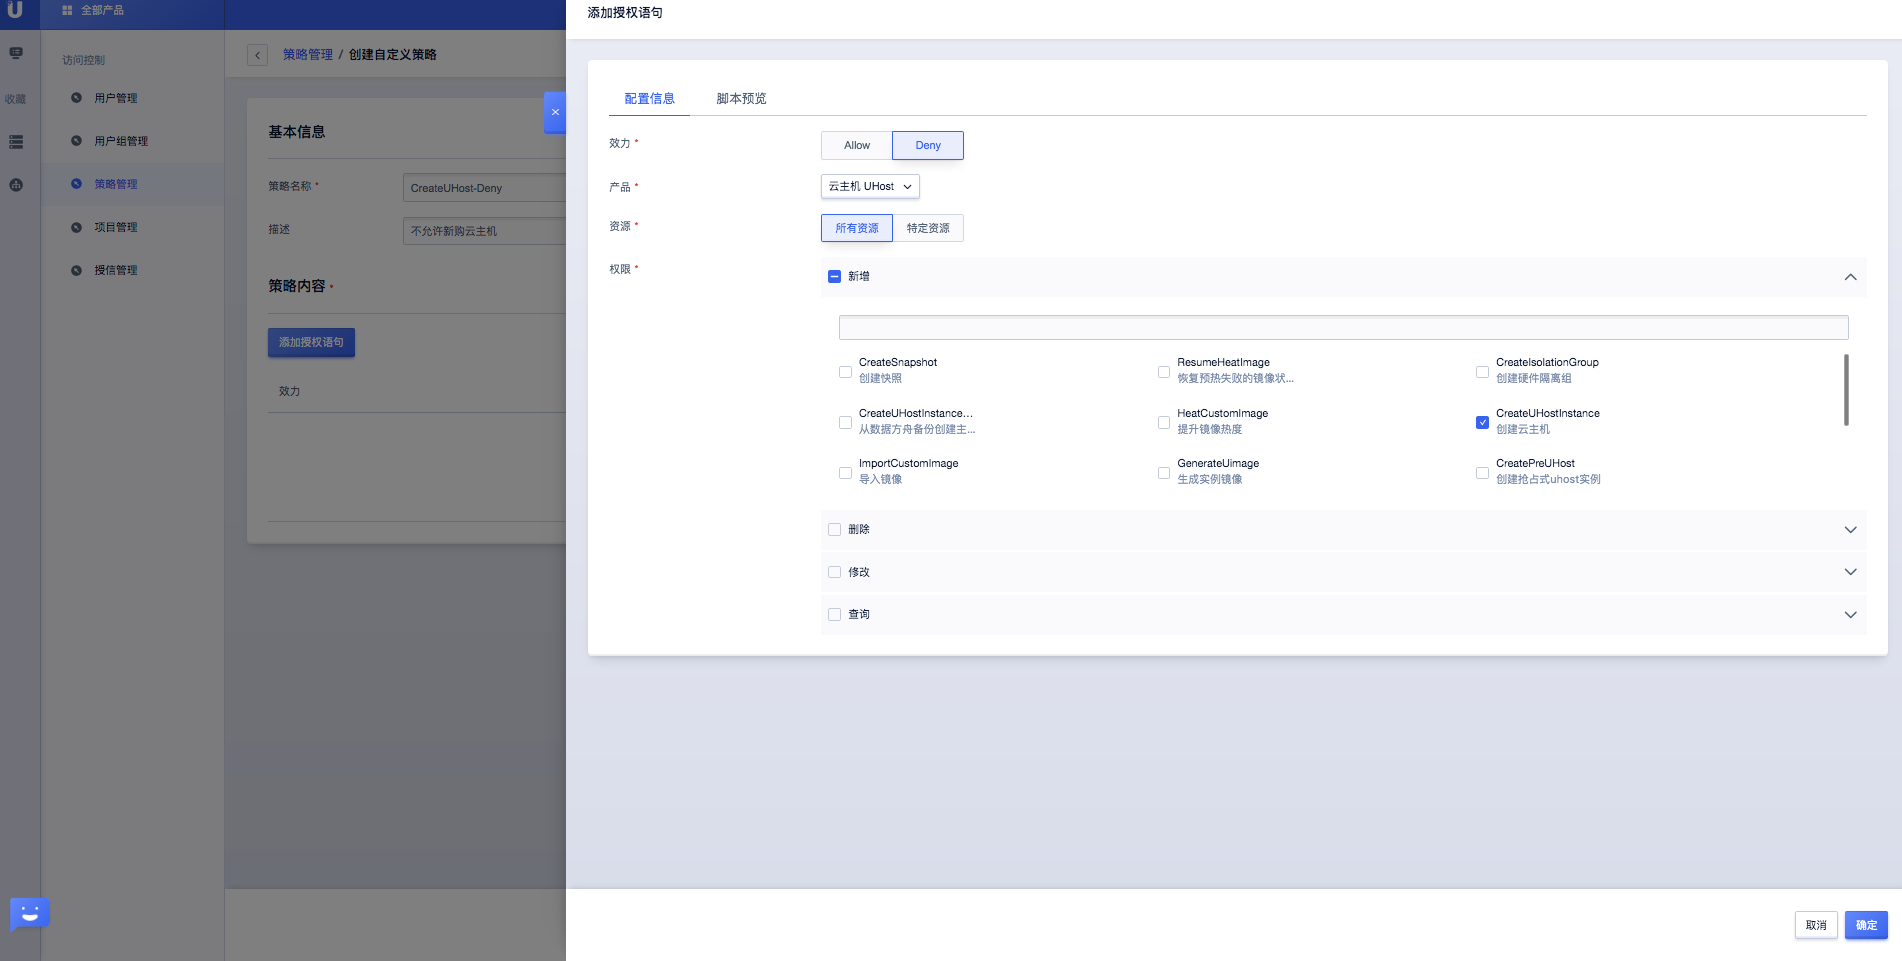 全部产品
收藏
访问控制
用户管理
用户组管理
策略管理
项目管理
授信管理
策略管理 / 创建自定义策略
基本信息
策略名称 *
CreateUHost-Deny
描述
不允许新购云主机
策略内容 *
添加授权语句
效力
添加授权语句
配置信息
脚本预览
效力 *
Allow
Deny
产品 *
云主机 UHost
资源 *
所有资源
特定资源
权限 *
新增
CreateSnapshot
创建快照
ResumeHeatImage
恢复预热失败的镜像状...
CreateIsolationGroup
创建硬件隔离组
CreateUHostInstance...
从数据方舟备份创建主...
HeatCustomImage
提升镜像热度
CreateUHostInstance
创建云主机
ImportCustomImage
导入镜像
GenerateUimage
生成实例镜像
CreatePreUHost
创建抢占式uhost实例
删除
修改
查询
取消
确定